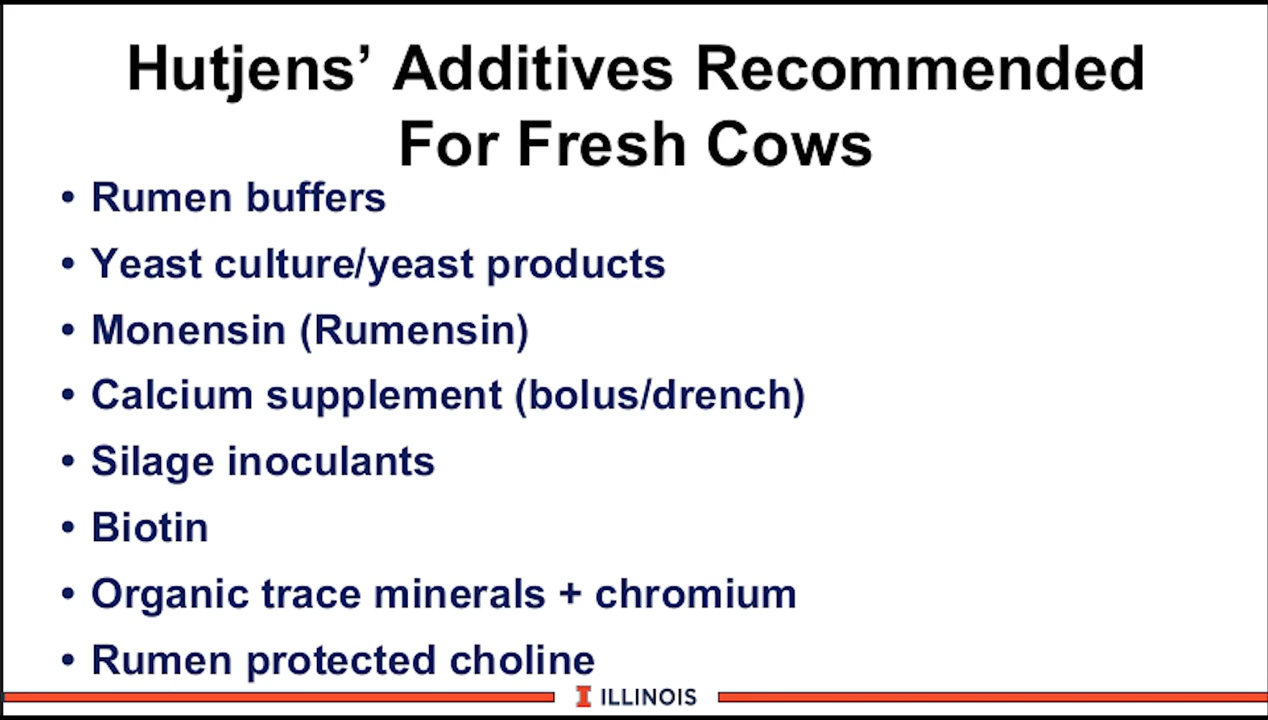 Hutjens’ Additives Recommended
For Fresh Cows
• Rumen buffers
• Yeast culture/yeast products
• Monensin (Rumensin)
• Calcium supplement (bolus/drench)
• Silage inoculants
• Biotin
• Organic trace minerals + chromium
• Rumen protected choline
I ILLINOIS